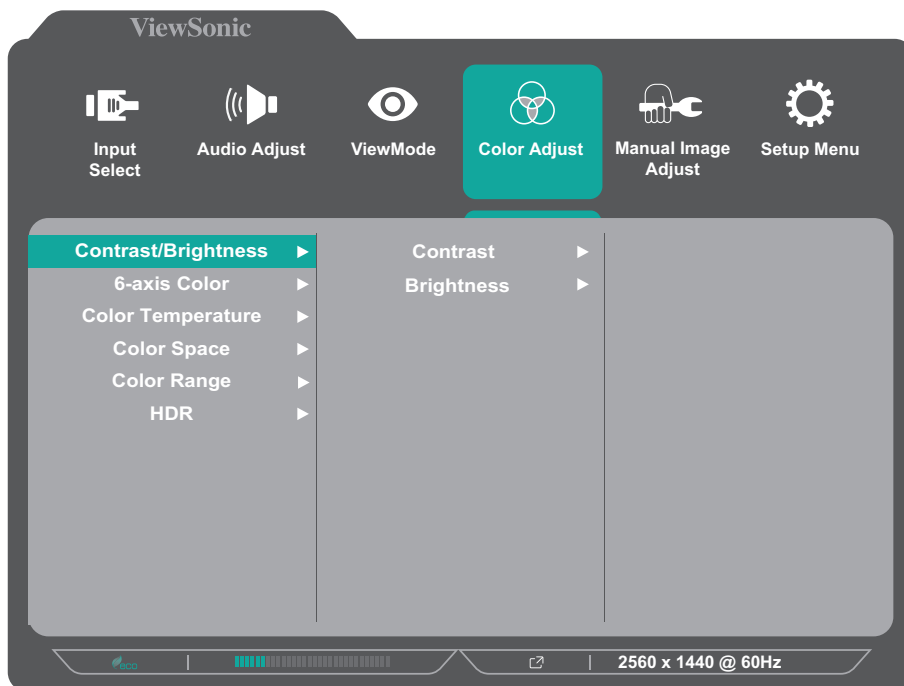 ViewSonic
Input
Select
Audio Adjust
ViewMode
Color Adjust
Manual Image
Adjust
Setup Menu
Contrast/Brightness
6-axis Color
Color Temperature
Color Space
Color Range
HDR
Contrast
Brightness
eco
2560 x 1440 @ 60Hz